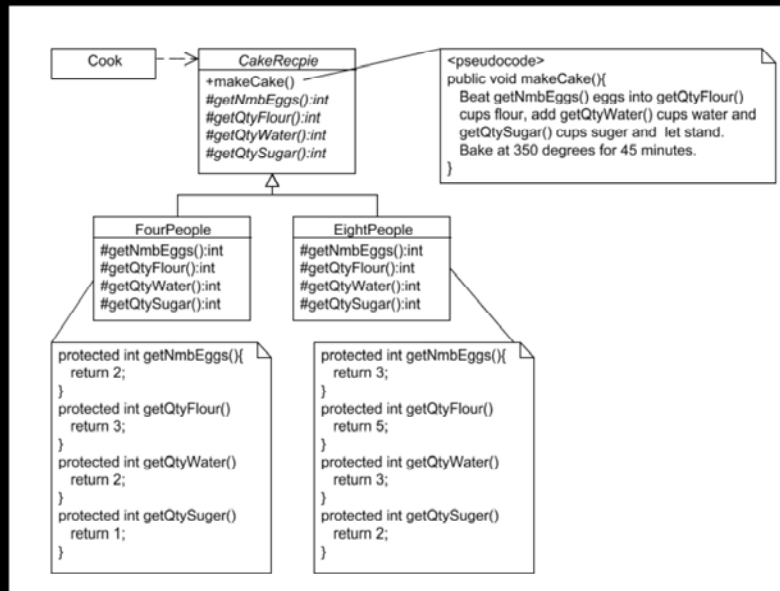 Cook
CakeRecpie
+makeCake()
#getNmbEggs():int
#getQtyFlour():int
#getQtyWater():int
#getQtySugar():int
<pseudocode>
public void makeCake(){
Beat getNmbEggs() eggs into getQtyFlour()
cups flour, add getQtyWater() cups water and
getQtySugar() cups suger and let stand.
Bake at 350 degrees for 45 minutes.
}
FourPeople
#getNmbEggs():int
#getQtyFlour():int
#getQtyWater():int
#getQtySugar():int
EightPeople
#getNmbEggs():int
#getQtyFlour():int
#getQtyWater():int
#getQtySugar():int
protected int getNmbEggs(){
return 2;
}
protected int getQtyFlour()
return 3;
}
protected int getQtyWater()
return 2;
}
protected int getQtySuger()
return 1;
}
protected int getNmbEggs(){
return 3;
}
protected int getQtyFlour()
return 5;
}
protected int getQtyWater()
return 3;
}
protected int getQtySuger()
return 2;
}